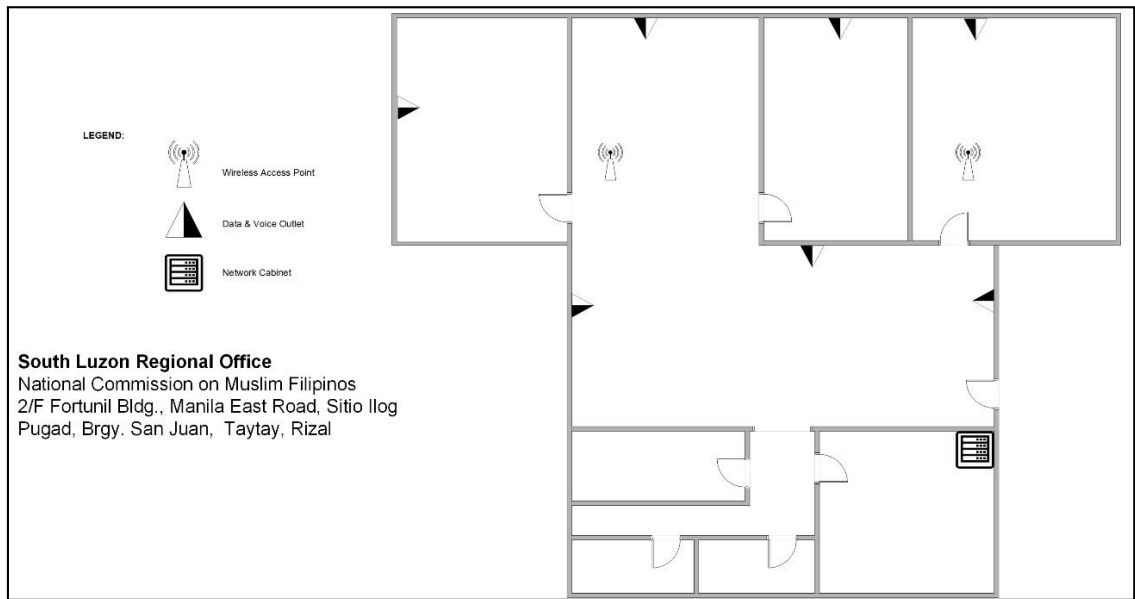 LEGEND:
Wireless Access Point
Data & Voice Outlet
Network Cabinet
South Luzon Regional Office
National Commission on Muslim Filipinos
2/F Fortunil Bldg., Manila East Road, Sitio Ilog
Pugad, Brgy. San Juan, Taytay, Rizal